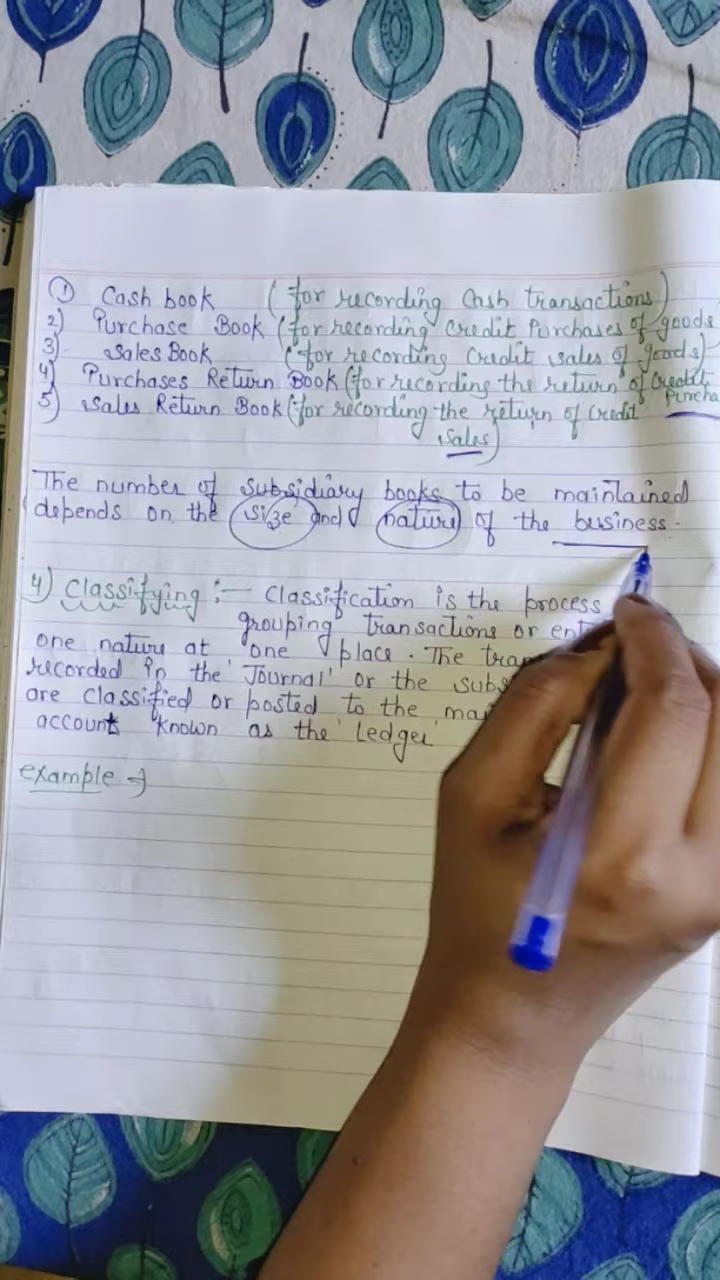 ① Cash book (for recording Cash transactions)
2) Purchase Book (for recording Credit Purchases of goods
3) Sales Book (for recording Credit sales of goods)
4) Purchases Return Book (for recording the return of Credit
Purcha
5) Sales Return Book (for recording the return of Credit
Sales)
The number of subsidiary books to be maintained
depends on the size and nature of the business.
4) Classifying :- Classification is the process
grouping transactions or ent
one nature at one place. The tran
recorded in the 'Journal' or the subs
are classified or posted to the mai
account known as the 'Ledger'
example →